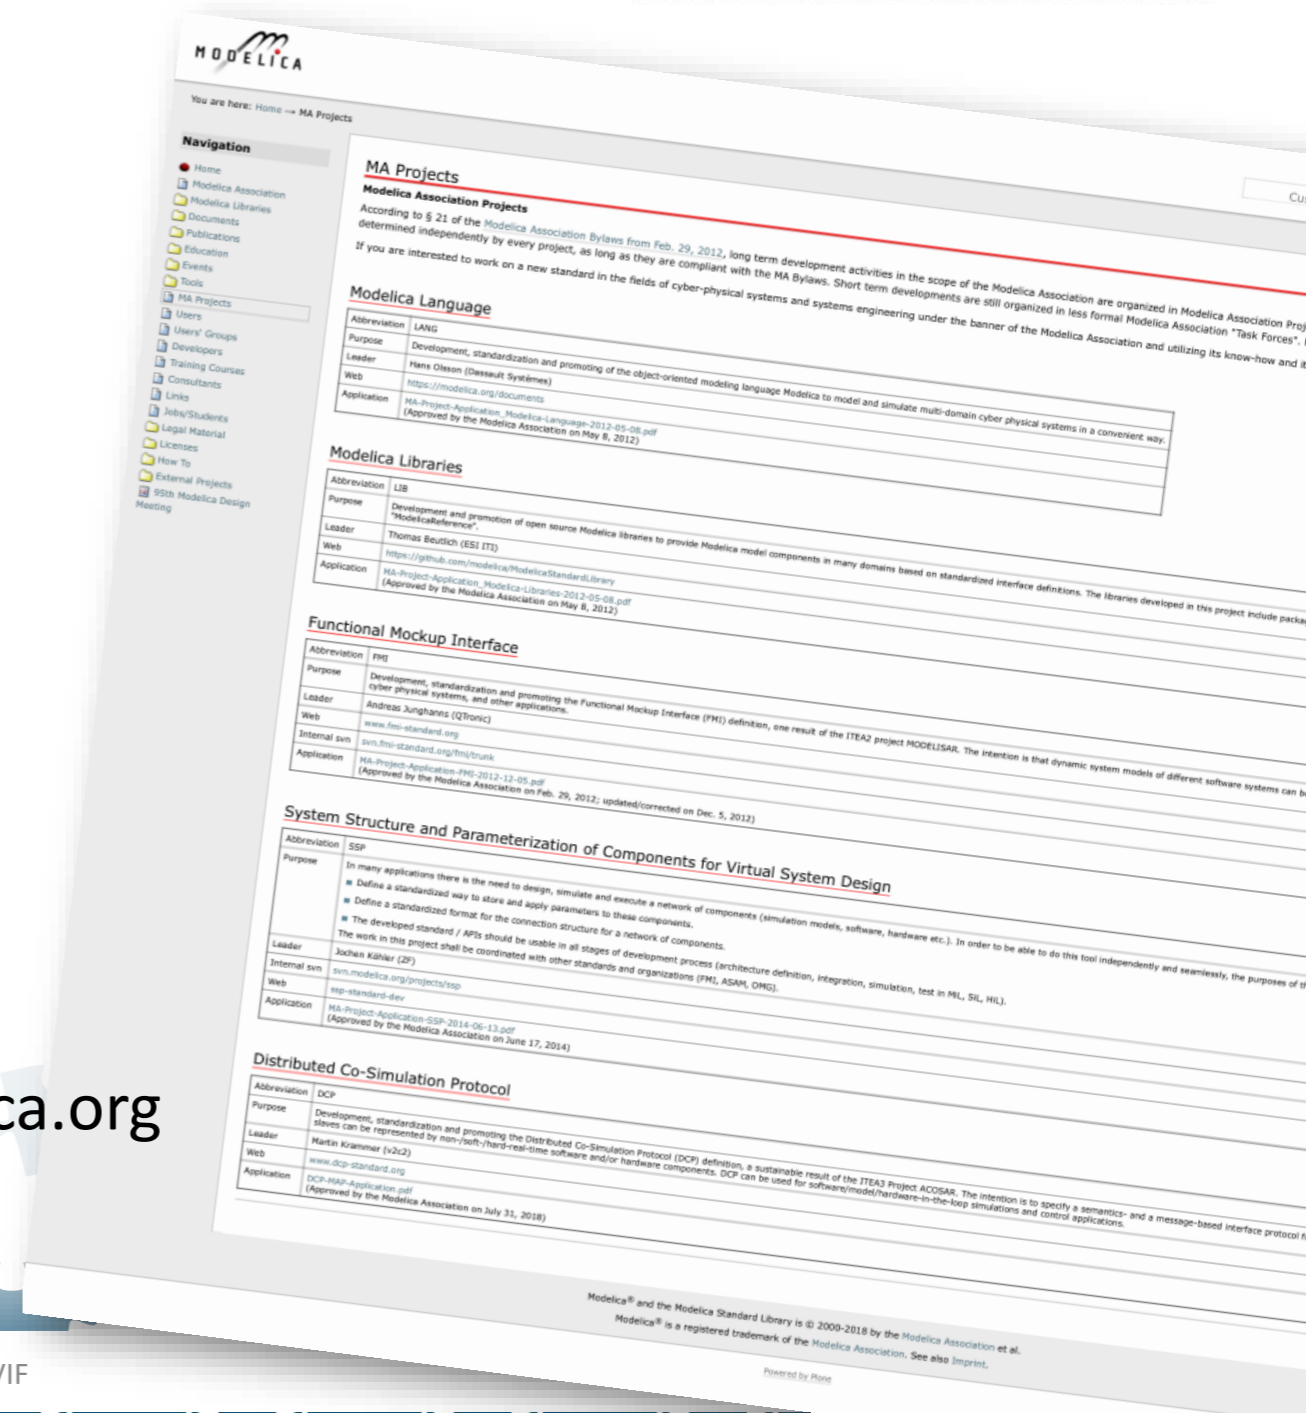 MODELICA
You are here: Home → MA Projects
Navigation
Home
Modelica Association
Modelica Libraries
Documents
Publications
Education
Events
Tools
MA Projects
Users
Users' Groups
Developers
Training Courses
Consultants
Links
Jobs/Students
Legal Material
Licenses
How To
External Projects
95th Modelica Design
Meeting
MA Projects
Modelica Association Projects
According to § 21 of the Modelica Association Bylaws from Feb. 29, 2012, long term development activities in the scope of the Modelica Association are organized in Modelica Association Proj
determined independently by every project, as long as they are compliant with the MA Bylaws. Short term developments are still organized in less formal Modelica Association "Task Forces".
If you are interested to work on a new standard in the fields of cyber-physical systems and systems engineering under the banner of the Modelica Association and utilizing its know-how and it
Modelica Language
Abbreviation LANG
Purpose Development, standardization and promoting of the object-oriented modeling language Modelica to model and simulate multi-domain cyber physical systems in a convenient way.
Leader Hans Olsson (Dassault Systèmes)
Web https://modelica.org/documents
Application MA-Project-Application_Modelica-Language-2012-05-08.pdf
(Approved by the Modelica Association on May 8, 2012)
Modelica Libraries
Abbreviation LIB
Purpose Development and promotion of open source Modelica libraries to provide Modelica model components in many domains based on standardized interface definitions. The libraries developed in this project include packag
"ModelicaReference".
Leader Thomas Beutlich (ESI ITI)
Web https://github.com/modelica/ModelicaStandardLibrary
Application MA-Project-Application_Modelica-Libraries-2012-05-08.pdf
(Approved by the Modelica Association on May 8, 2012)
Functional Mockup Interface
Abbreviation FMI
Purpose Development, standardization and promoting the Functional Mockup Interface (FMI) definition, one result of the ITEA2 project MODELISAR. The intention is that dynamic system models of different software systems can b
cyber physical systems, and other applications.
Leader Andreas Junghanns (QTronic)
Web www.fmi-standard.org
Internal svn svn.fmi-standard.org/fmi/trunk
Application MA-Project-Application-FMI-2012-12-05.pdf
(Approved by the Modelica Association on Feb. 29, 2012; updated/corrected on Dec. 5, 2012)
System Structure and Parameterization of Components for Virtual System Design
Abbreviation SSP
Purpose In many applications there is the need to design, simulate and execute a network of components (simulation models, software, hardware etc.). In order to be able to do this tool independently and seamlessly, the purposes of th
Define a standardized way to store and apply parameters to these components.
Define a standardized format for the connection structure for a network of components.
The developed standard / APIs should be usable in all stages of development process (architecture definition, integration, simulation, test in MIL, SIL, HIL).
The work in this project shall be coordinated with other standards and organizations (FMI, ASAM, OMG).
Leader Jochen Köhler (ZF)
Internal svn svn.modelica.org/projects/ssp
Web ssp-standard-dev
Application MA-Project-Application-SSP-2014-06-13.pdf
(Approved by the Modelica Association on June 17, 2014)
Distributed Co-Simulation Protocol
Abbreviation DCP
Purpose Development, standardization and promoting the Distributed Co-Simulation Protocol (DCP) definition, a sustainable result of the ITEA3 Project ACOSAR. The intention is to specify a semantics- and a message-based interface protocol f
slaves can be represented by non-/soft-/hard-real-time software and/or hardware components. DCP can be used for software/model/hardware-in-the-loop simulations and control applications.
Leader Martin Krammer (v2c2)
Web www.dcp-standard.org
Application DCP-MAP-Application.pdf
(Approved by the Modelica Association on July 31, 2018)
ca.org
Modelica® and the Modelica Standard Library is © 2000-2018 by the Modelica Association et al.
Modelica® is a registered trademark of the Modelica Association. See also Imprint.
Powered by Plone
/IF